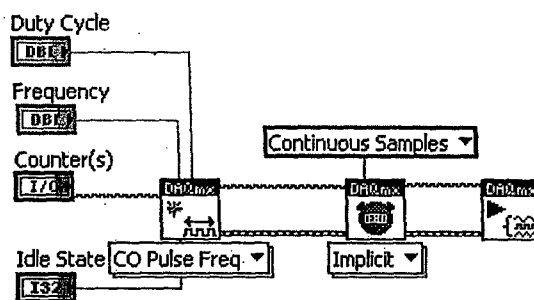 Duty Cycle
DBL
Frequency
DBL
Continuous Samples
Counter(s)
I/O
DAQmx
DAQmx
DAQmx
Idle State
CO Pulse Freq
Implicit
I32